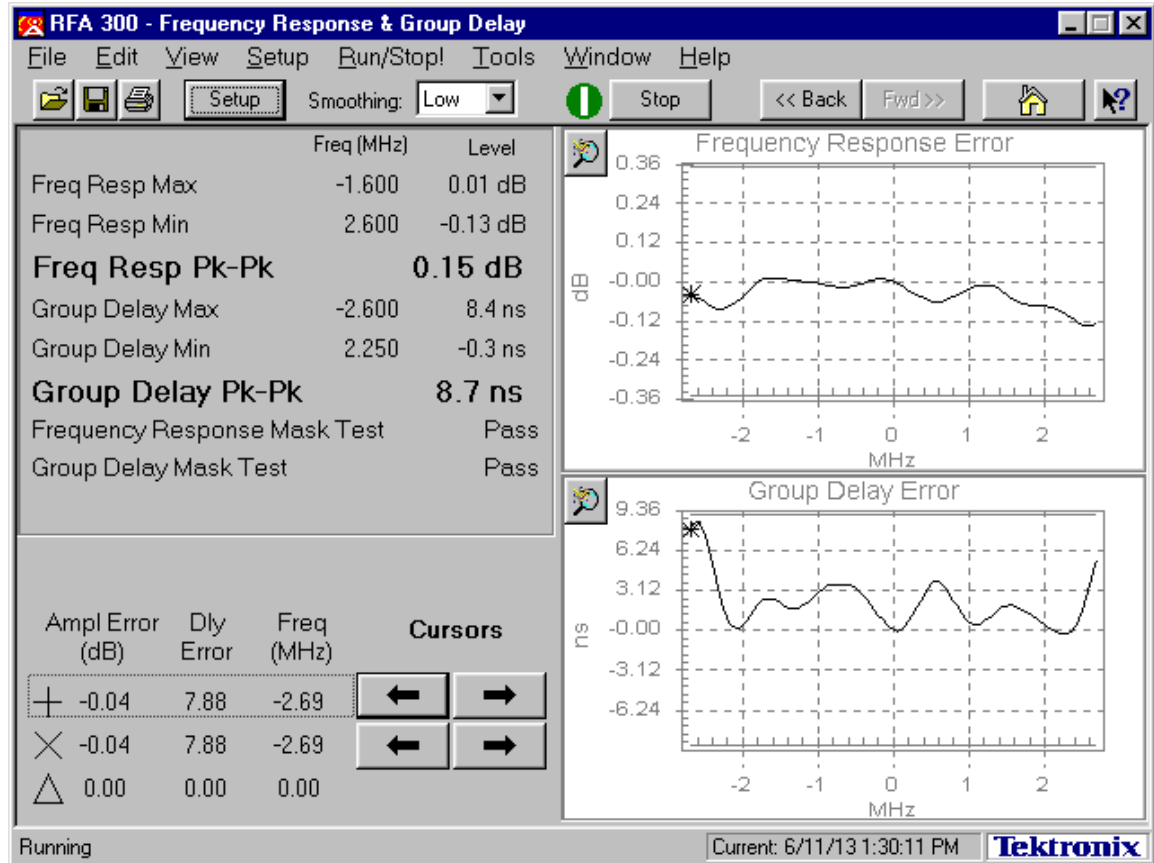 RFA 300 - Frequency Response & Group Delay
File Edit View Setup Run/Stop! Tools Window Help
Setup Smoothing: Low Stop << Back Fwd >>
Freq (MHz) Level
Freq Resp Max -1.600 0.01 dB
Freq Resp Min 2.600 -0.13 dB
Freq Resp Pk-Pk 0.15 dB
Group Delay Max -2.600 8.4 ns
Group Delay Min 2.250 -0.3 ns
Group Delay Pk-Pk 8.7 ns
Frequency Response Mask Test Pass
Group Delay Mask Test Pass
Ampl Error (dB) Dly Error Freq (MHz) Cursors
-0.04 7.88 -2.69
-0.04 7.88 -2.69
0.00 0.00 0.00
Frequency Response Error
0.36
0.24
0.12
-0.00
-0.12
-0.24
-0.36
dB
-2 -1 0 1 2
MHz
Group Delay Error
9.36
6.24
3.12
-0.00
-3.12
-6.24
ns
-2 -1 0 1 2
MHz
Running Current: 6/11/13 1:30:11 PM Tektronix